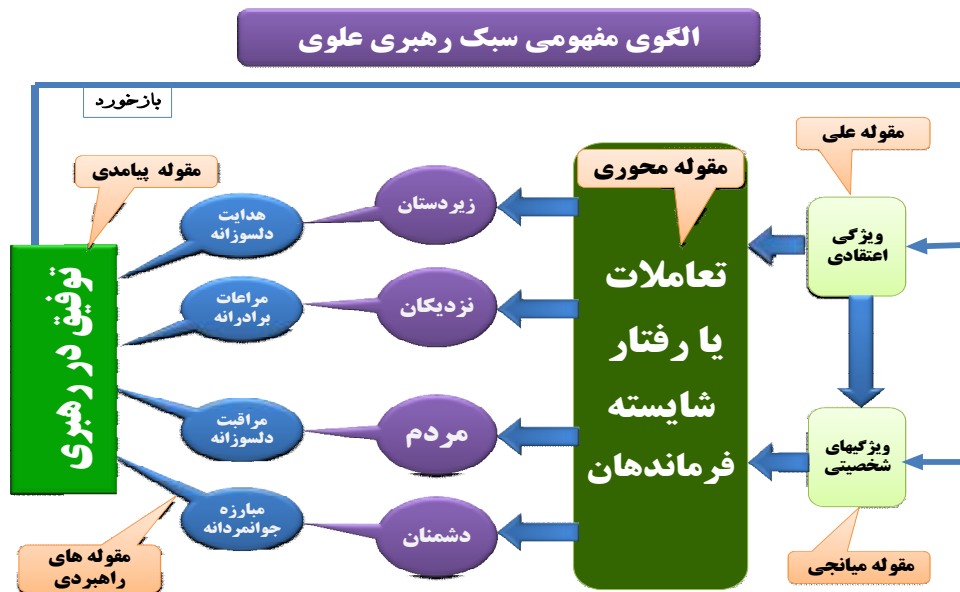 الگوی مفهومی سبک رهبری علوی
بازخورد
مقوله علی
مقوله محوری
مقوله پیامدی
ویژگی
اعتقادی
ویژگیهای
شخصیتی
مقوله میانجی
تعاملات
یا رفتار
شایسته
فرماندهان
زیردستان
نزدیکان
مردم
دشمنان
هدایت
دلسوزانه
مراعات
برادرانه
مراقبت
دلسوزانه
مبارزه
جوانمردانه
توفیق در رهبری
مقوله های
راهبردی